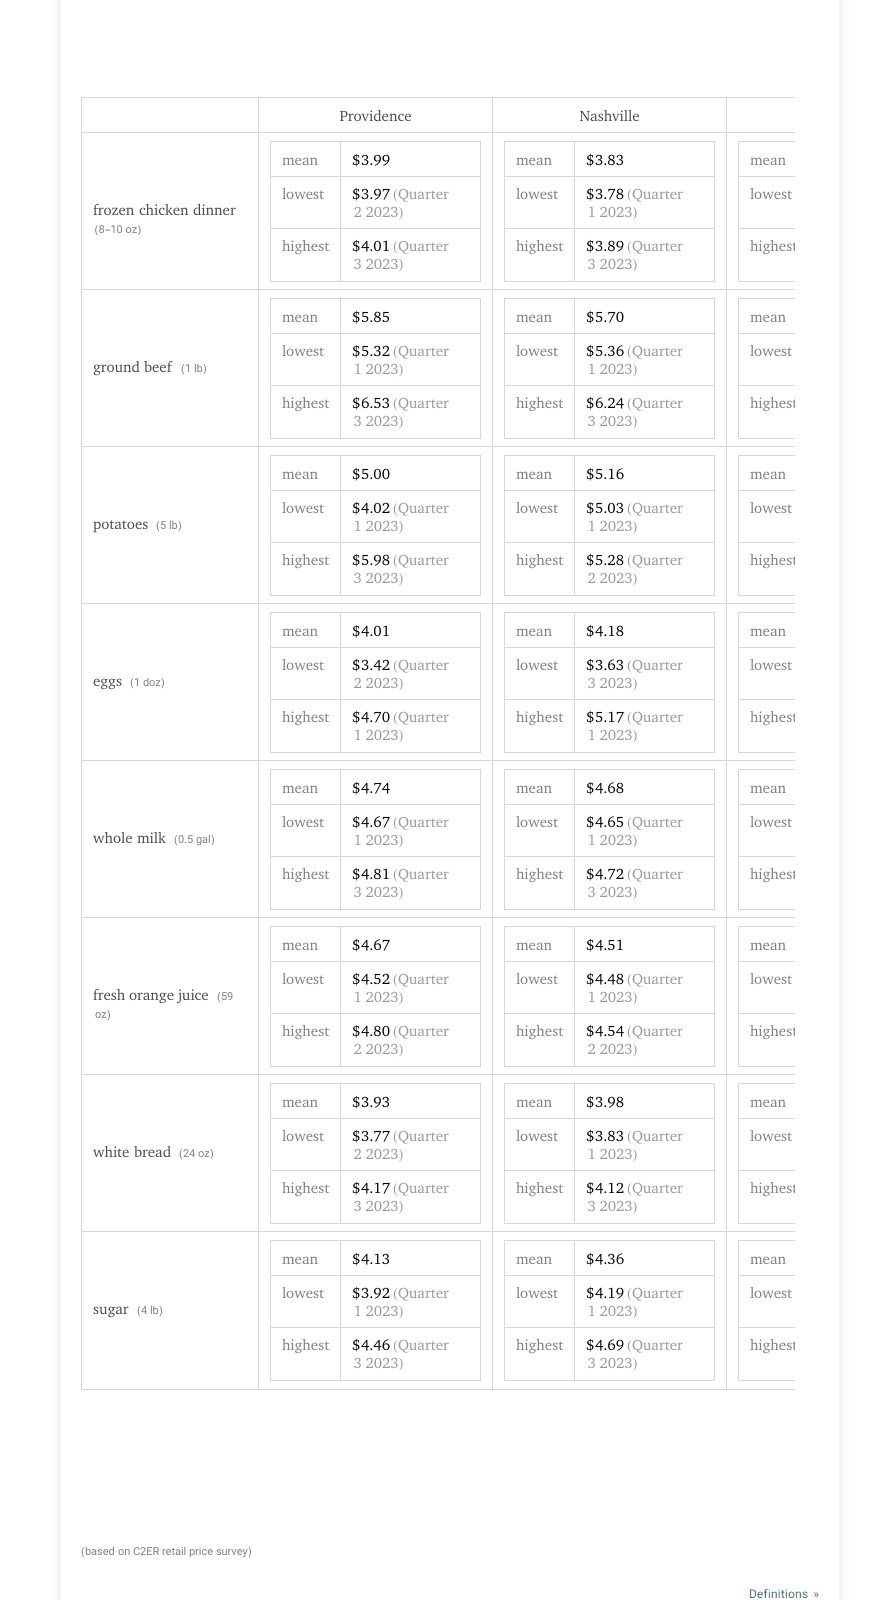 Providence Nashville
mean $3.99 mean $3.83 mean
lowest $3.97 (Quarter lowest $3.78 (Quarter lowest
2 2023) 1 2023)
frozen chicken dinner
(8–10 oz)
highest $4.01 (Quarter highest $3.89 (Quarter highest
3 2023) 3 2023)
mean $5.85 mean $5.70 mean
lowest $5.32 (Quarter lowest $5.36 (Quarter lowest
ground beef (1 lb) 1 2023) 1 2023)
highest $6.53 (Quarter highest $6.24 (Quarter highest
3 2023) 3 2023)
mean $5.00 mean $5.16 mean
lowest $4.02 (Quarter lowest $5.03 (Quarter lowest
potatoes (5 lb) 1 2023) 1 2023)
highest $5.98 (Quarter highest $5.28 (Quarter highest
3 2023) 2 2023)
mean $4.01 mean $4.18 mean
lowest $3.42 (Quarter lowest $3.63 (Quarter lowest
eggs (1 doz) 2 2023) 3 2023)
highest $4.70 (Quarter highest $5.17 (Quarter highest
1 2023) 1 2023)
mean $4.74 mean $4.68 mean
lowest $4.67 (Quarter lowest $4.65 (Quarter lowest
whole milk (0.5 gal) 1 2023) 1 2023)
highest $4.81 (Quarter highest $4.72 (Quarter highest
3 2023) 3 2023)
mean $4.67 mean $4.51 mean
lowest $4.52 (Quarter lowest $4.48 (Quarter lowest
fresh orange juice (59 1 2023) 1 2023)
oz)
highest $4.80 (Quarter highest $4.54 (Quarter highest
2 2023) 2 2023)
mean $3.93 mean $3.98 mean
lowest $3.77 (Quarter lowest $3.83 (Quarter lowest
white bread (24 oz) 2 2023) 1 2023)
highest $4.17 (Quarter highest $4.12 (Quarter highest
3 2023) 3 2023)
mean $4.13 mean $4.36 mean
lowest $3.92 (Quarter lowest $4.19 (Quarter lowest
sugar (4 lb) 1 2023) 1 2023)
highest $4.46 (Quarter highest $4.69 (Quarter highest
3 2023) 3 2023)
(based on C2ER retail price survey)
Definitions »